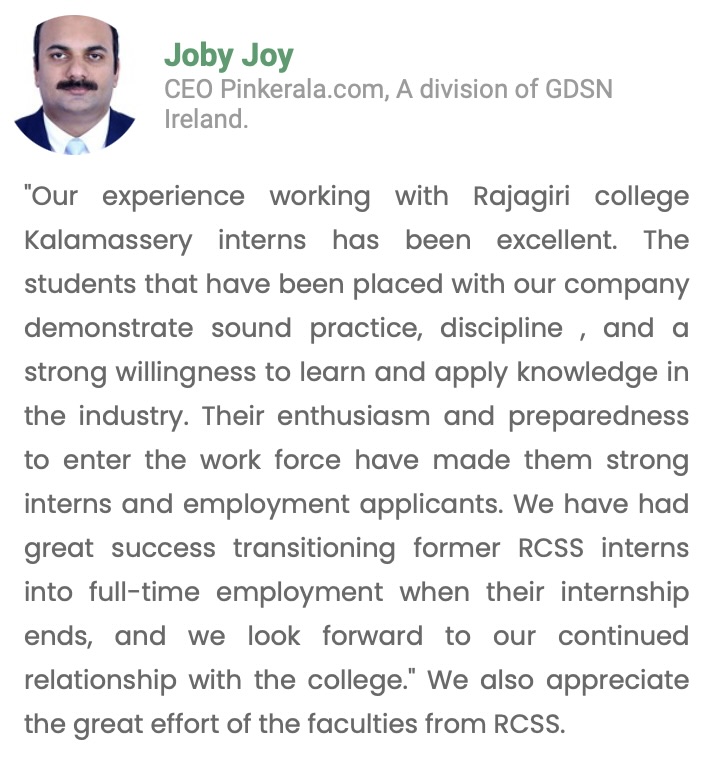 Joby Joy
CEO Pinkerala.com, A division of GDSN
Ireland.
"Our experience working with Rajagiri college
Kalamassery interns has been excellent. The
students that have been placed with our company
demonstrate sound practice, discipline , and a
strong willingness to learn and apply knowledge in
the industry. Their enthusiasm and preparedness
to enter the work force have made them strong
interns and employment applicants. We have had
great success transitioning former RCSS interns
into full-time employment when their internship
ends, and we look forward to our continued
relationship with the college." We also appreciate
the great effort of the faculties from RCSS.